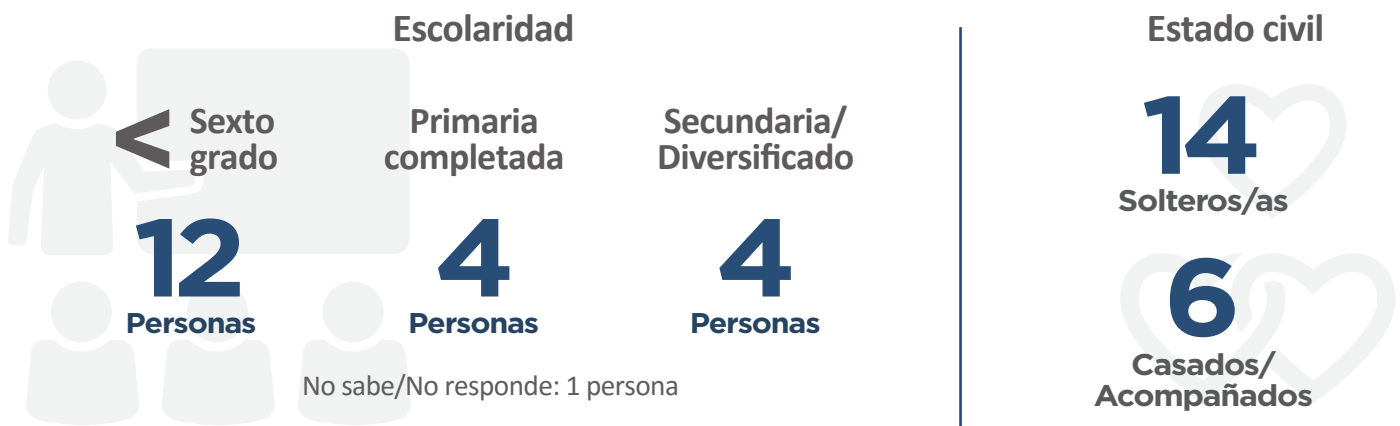 Escolaridad
< Sexto
grado
12
Personas
Primaria
completada
4
Personas
Secundaria/
Diversificado
4
Personas
No sabe/No responde: 1 persona
Estado civil
14
Solteros/as
6
Casados/
Acompañados